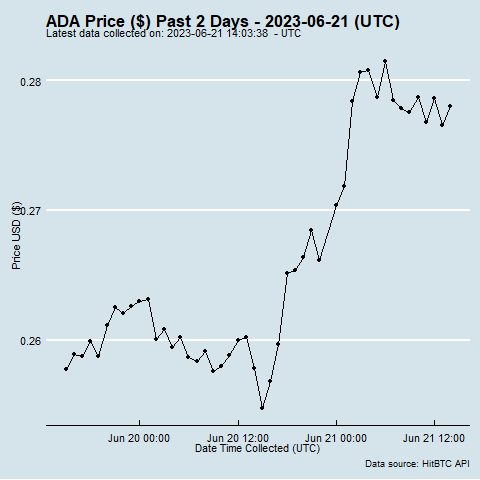 ADA Price ($) Past 2 Days - 2023-06-21 (UTC)
Latest data collected on: 2023-06-21 14:03:38  - UTC
0.28
0.27
0.26
Price USD ($)
Jun 20 00:00
Jun 20 12:00
Jun 21 00:00
Jun 21 12:00
Date Time Collected (UTC)
Data source: HitBTC API